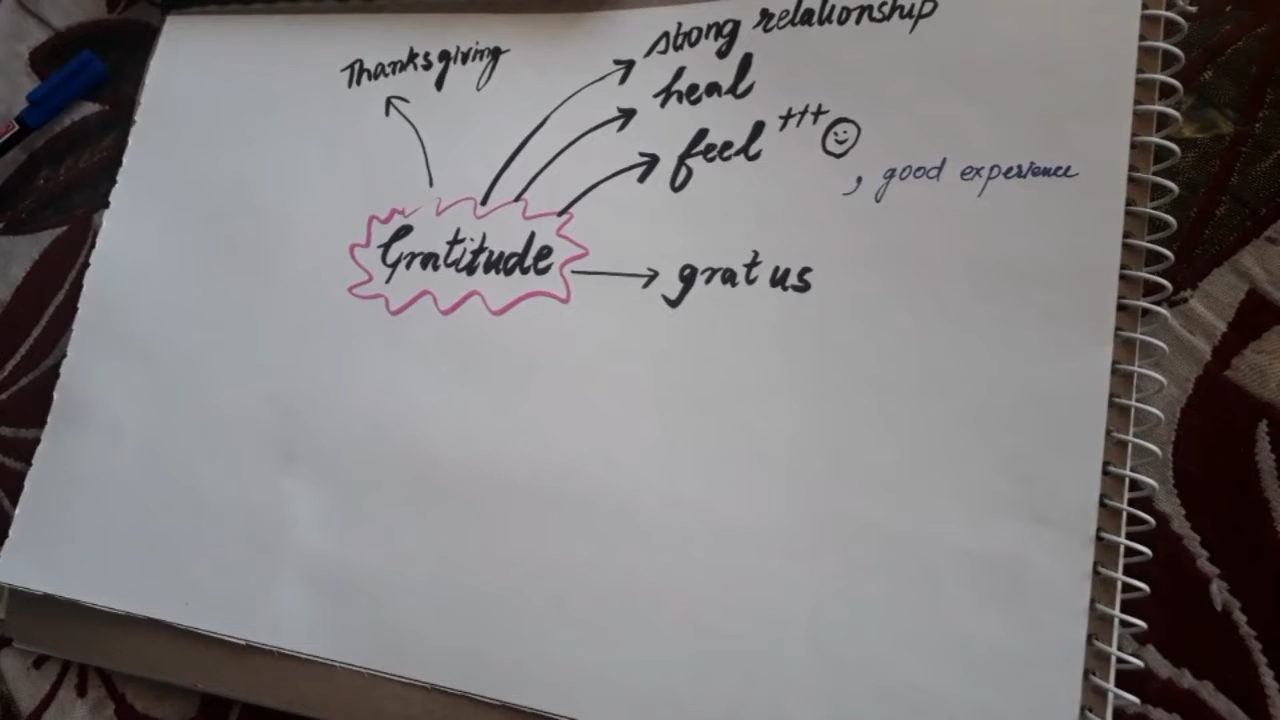 strong relationship
Thanksgiving
heal
feel +++ ☺
, good experience
Gratitude
gratus